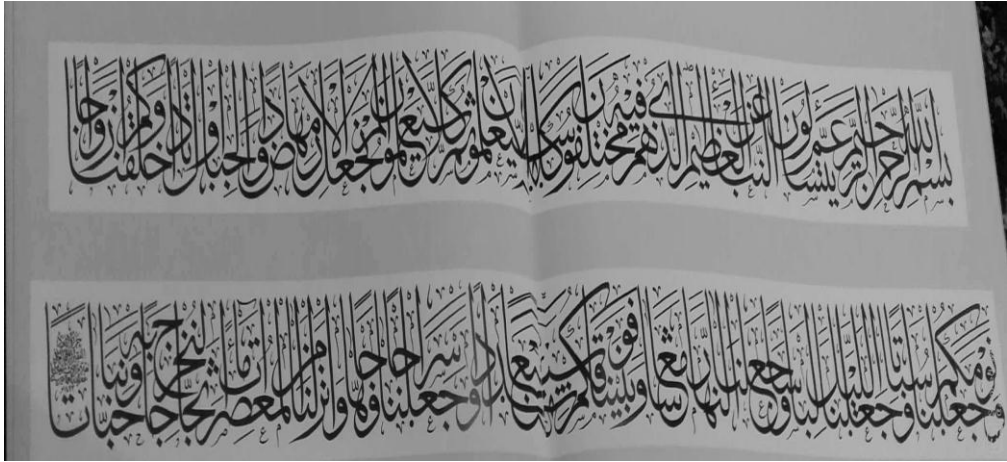 بسم الله الرحمن الرحيم عم يتساءلون عن النبإ العظيم الذي هم فيه مختلفون كلا سيعلمون ثم كلا سيعلمون ألم نجعل الأرض مهادا والجبال أوتادا وخلقناكم أزواجا
وجعلنا نومكم سباتا وجعلنا الليل لباسا وجعلنا النهار معاشا وبنينا فوقكم سبعا شدادا وجعلنا سراجا وهاجا وأنزلنا من المعصرات ماء ثجاجا لنخرج به حبا ونباتا